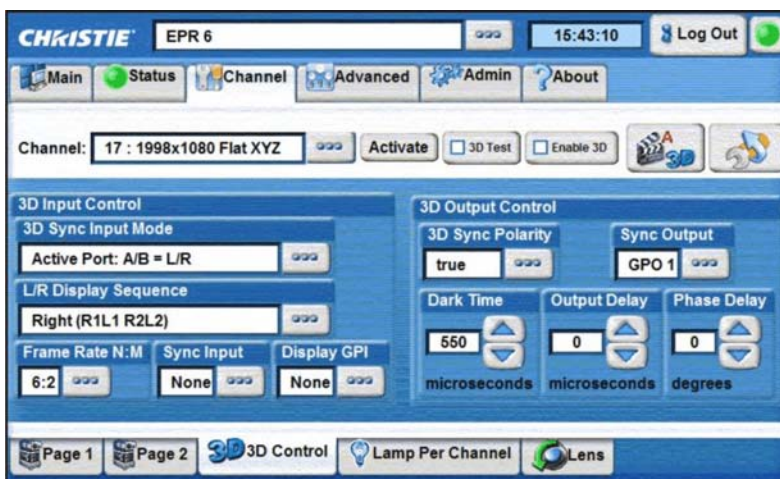 CHRISTIE EPR 6 15:43:10 Log Out
Main Status Channel Advanced Admin About
Channel: 17 : 1998x1080 Flat XYZ Activate 3D Test Enable 3D A 3D
3D Input Control
3D Sync Input Mode
Active Port: A/B = L/R
L/R Display Sequence
Right (R1L1 R2L2)
Frame Rate N:M Sync Input Display GPI
6:2 None None
3D Output Control
3D Sync Polarity Sync Output
true GPO 1
Dark Time Output Delay Phase Delay
550 0 0
microseconds microseconds degrees
Page 1 Page 2 3D 3D Control Lamp Per Channel Lens